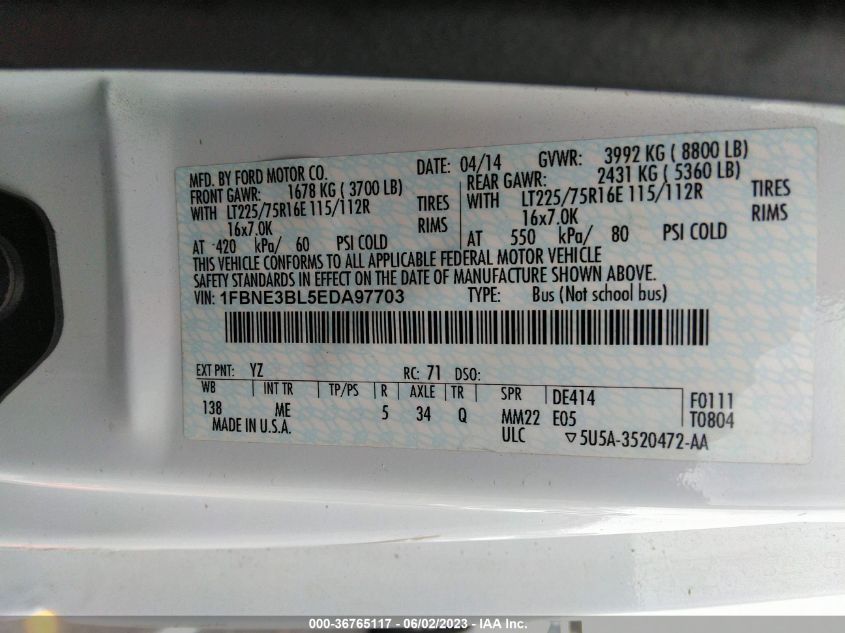 MFD. BY FORD MOTOR CO. DATE: 04/14 GVWR: 3992 KG ( 8800 LB)
FRONT GAWR: 1678 KG ( 3700 LB) REAR GAWR: 2431 KG ( 5360 LB)
WITH LT225/75R16E 115/112R TIRES WITH LT225/75R16E 115/112R TIRES
16x7.0K RIMS 16x7.0K RIMS
AT 420 kPa/ 60 PSI COLD AT 550 kPa/ 80 PSI COLD
THIS VEHICLE CONFORMS TO ALL APPLICABLE FEDERAL MOTOR VEHICLE
SAFETY STANDARDS IN EFFECT ON THE DATE OF MANUFACTURE SHOWN ABOVE.
VIN: 1FBNE3BL5EDA97703 TYPE: Bus (Not school bus)
EXT PNT: YZ RC: 71 DSO:
WB INT TR TP/PS R AXLE TR SPR DE414 F0111
138 ME 5 34 Q MM22 E05 T0804
MADE IN U.S.A. ULC ▽5U5A-3520472-AA
000-36765117 - 06/02/2023 - © IAA Inc.